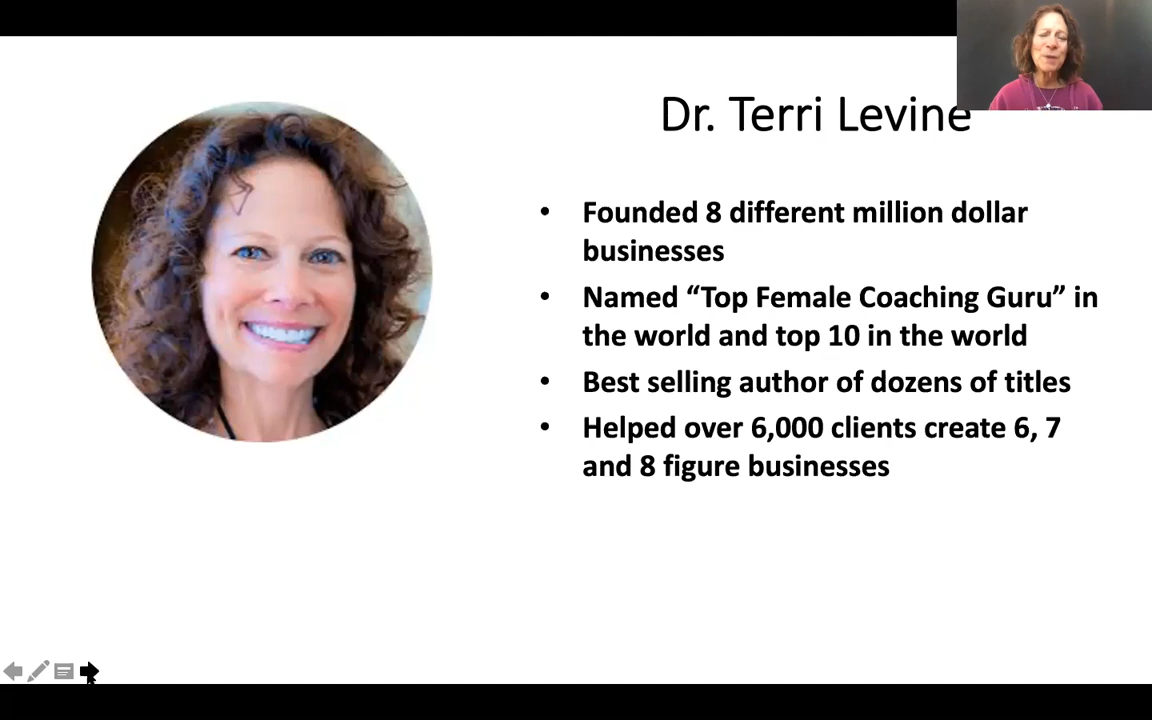 Dr. Terri Levine
• Founded 8 different million dollar
businesses
• Named “Top Female Coaching Guru” in
the world and top 10 in the world
• Best selling author of dozens of titles
• Helped over 6,000 clients create 6, 7
and 8 figure businesses